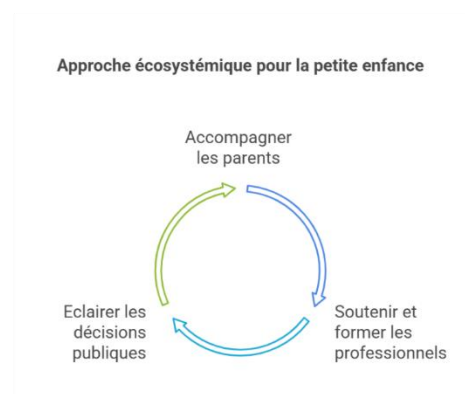 Approche écosystémique pour la petite enfance
Accompagner
les parents
Soutenir et
former les
professionnels
Eclairer les
décisions
publiques